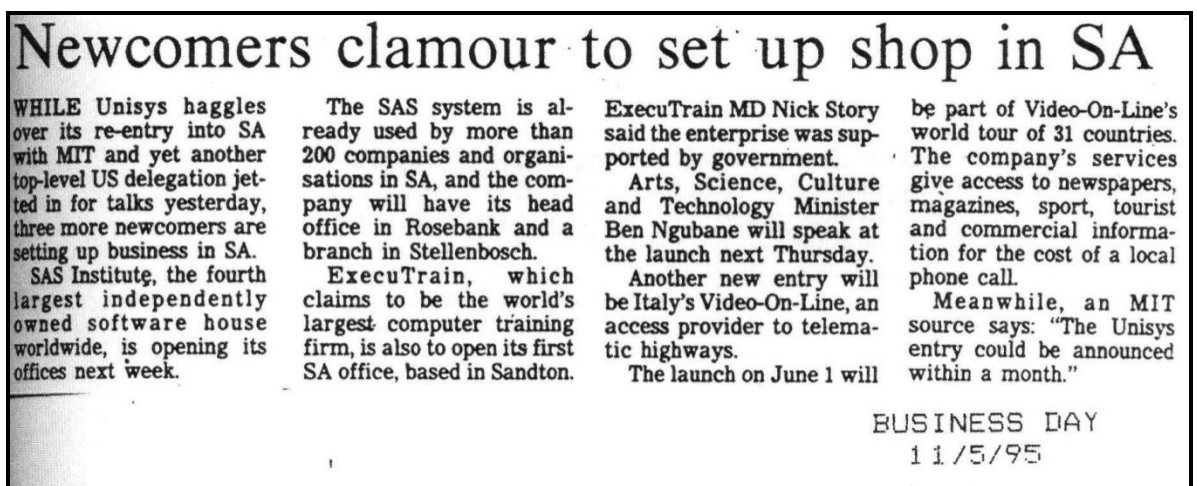 Newcomers clamour to set up shop in SA
WHILE Unisys haggles
over its re-entry into SA
with MIT and yet another
top-level US delegation jet-
ted in for talks yesterday,
three more newcomers are
setting up business in SA.
SAS Institute, the fourth
largest independently
owned software house
worldwide, is opening its
offices next week.
The SAS system is al-
ready used by more than
200 companies and organi-
sations in SA, and the com-
pany will have its head
office in Rosebank and a
branch in Stellenbosch.
ExecuTrain, which
claims to be the world's
largest computer training
firm, is also to open its first
SA office, based in Sandton.
ExecuTrain MD Nick Story
said the enterprise was sup-
ported by government.
Arts, Science, Culture
and Technology Minister
Ben Ngubane will speak at
the launch next Thursday.
Another new entry will
be Italy's Video-On-Line, an
access provider to telema-
tic highways.
The launch on June 1 will
be part of Video-On-Line's
world tour of 31 countries.
The company's services
give access to newspapers,
magazines, sport, tourist
and commercial informa-
tion for the cost of a local
phone call.
Meanwhile, an MIT
source says: "The Unisys
entry could be announced
within a month."
BUSINESS DAY
11/5/95